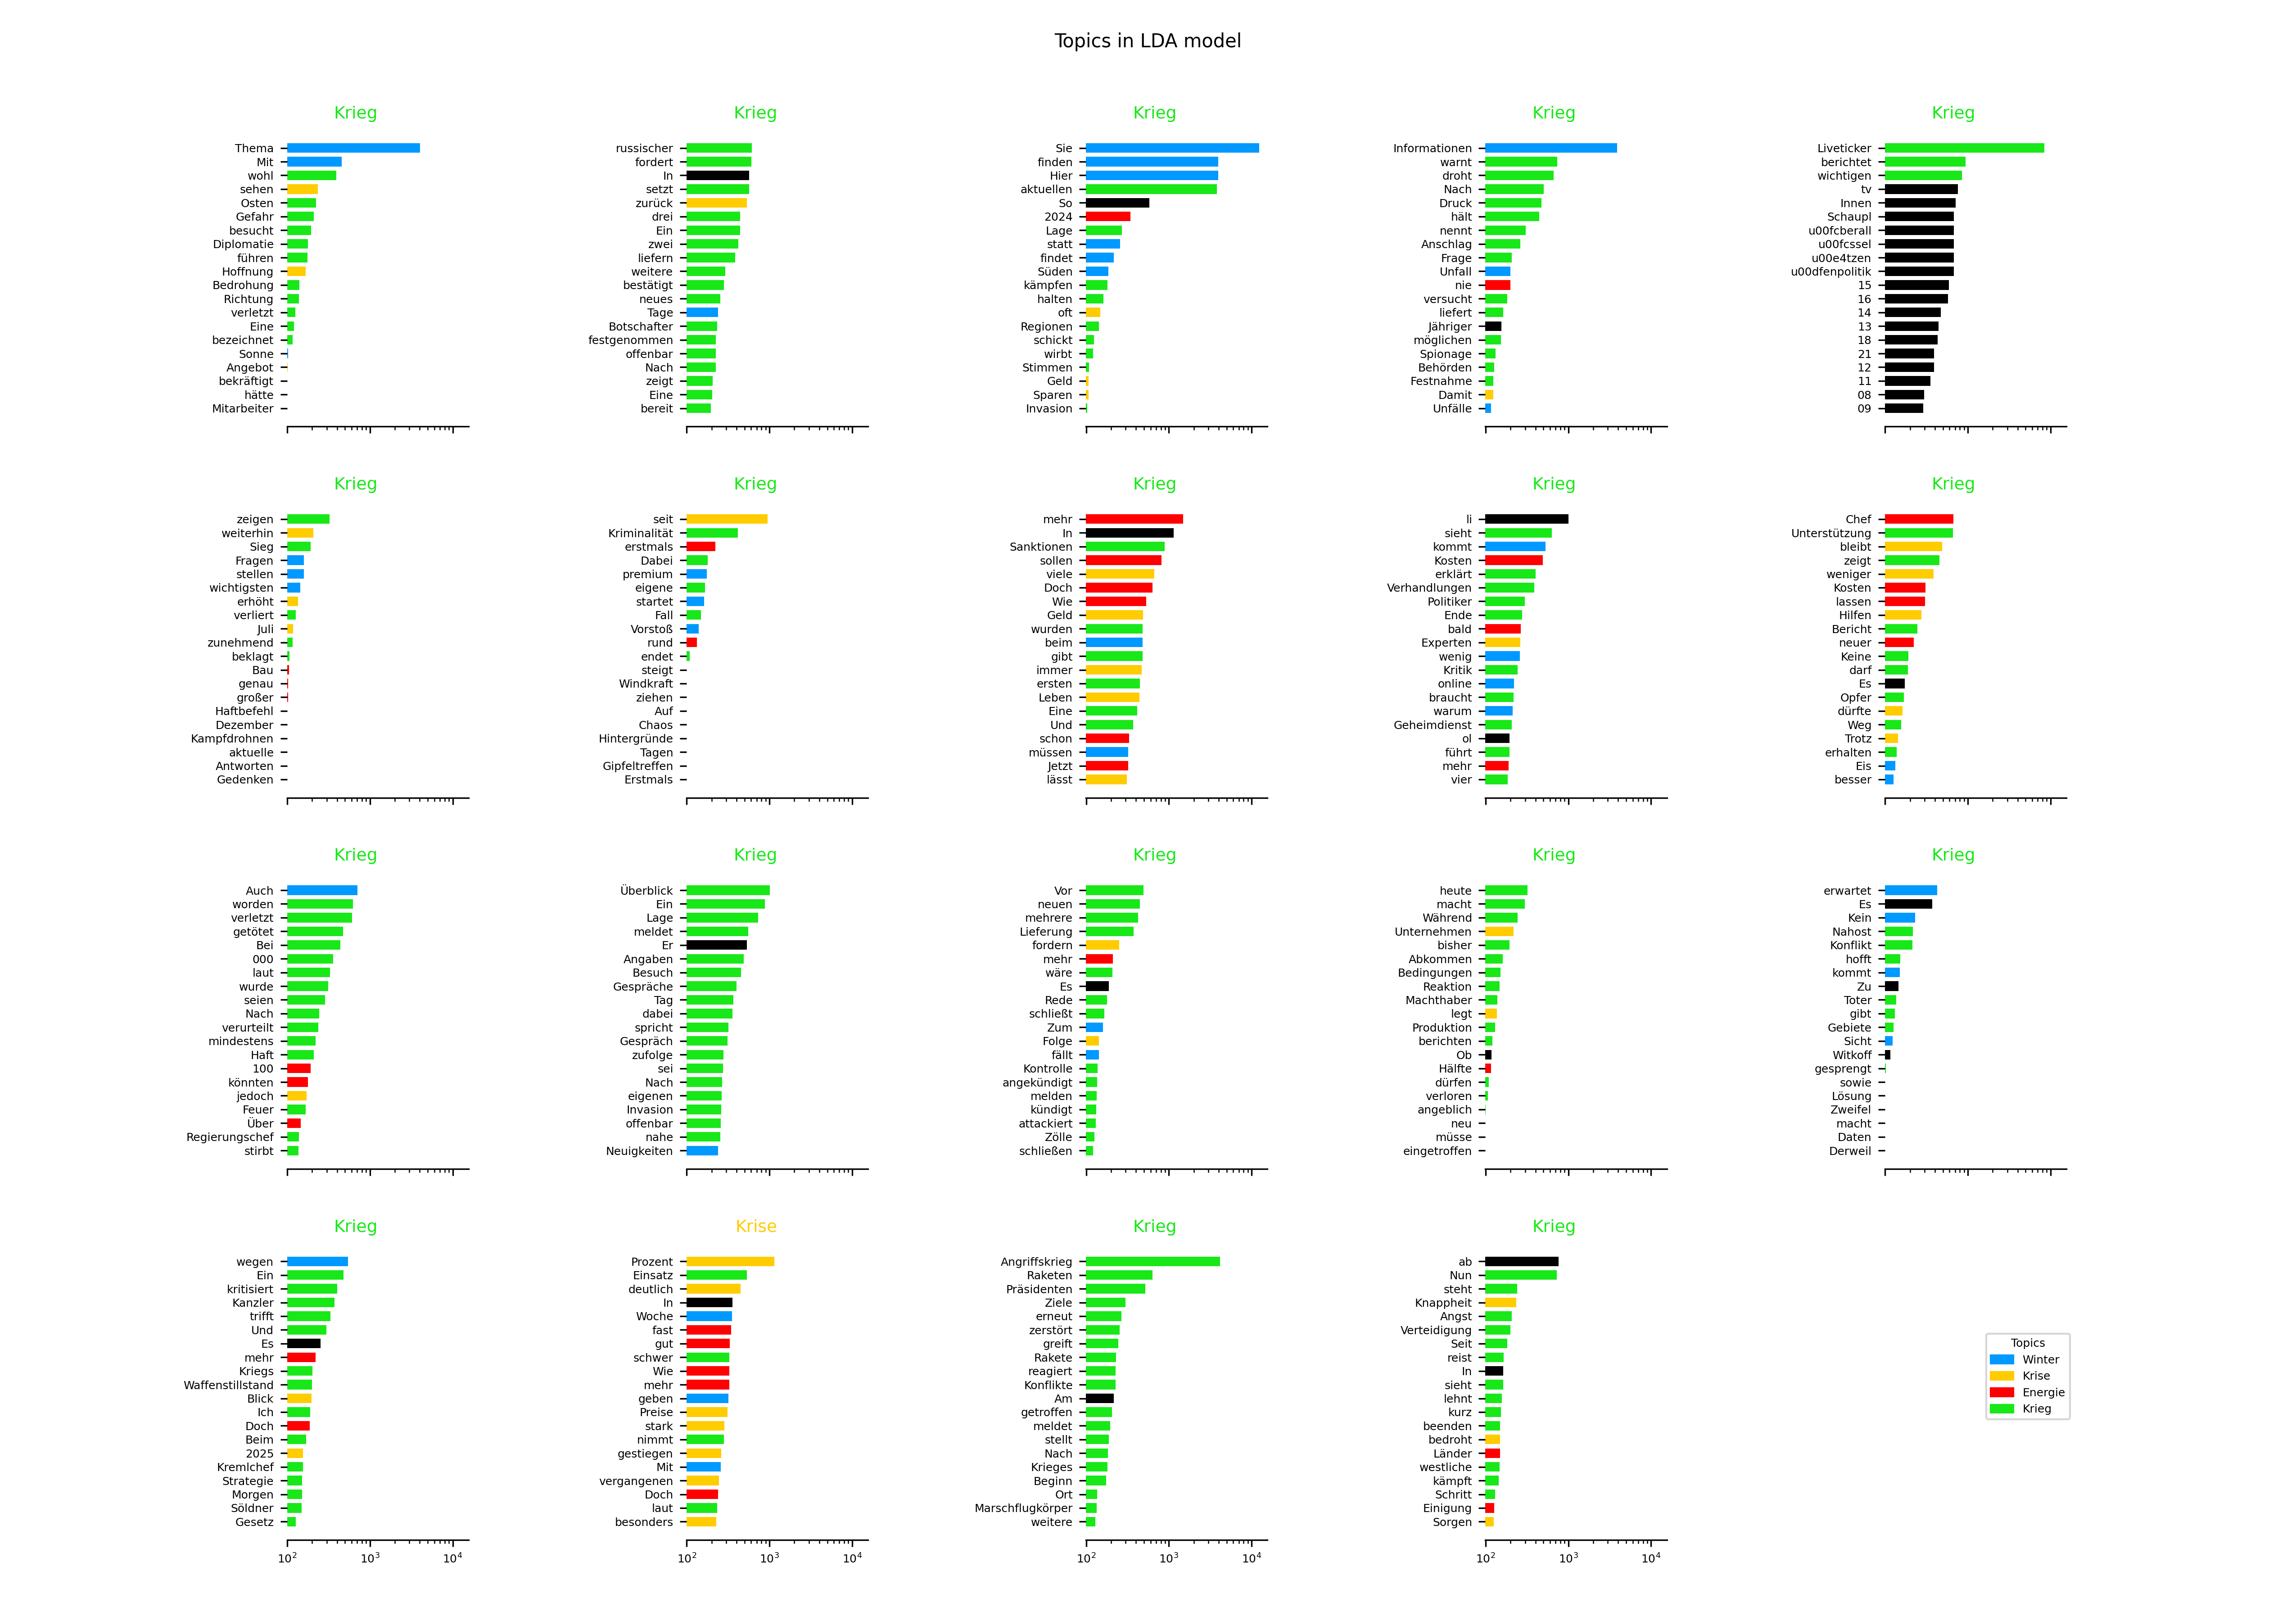 Topics in LDA model
Krieg
Thema
Mit
wohl
sehen
Osten
Gefahr
besucht
Diplomatie
führen
Hoffnung
Bedrohung
Richtung
verletzt
Eine
bezeichnet
Sonne
Angebot
bekräftigt
hätte
Mitarbeiter
Krieg
russischer
fordert
In
setzt
zurück
drei
Ein
zwei
liefern
weitere
bestätigt
neues
Tage
Botschafter
festgenommen
offenbar
Nach
zeigt
Eine
bereit
Krieg
Sie
finden
Hier
aktuellen
So
2024
Lage
statt
findet
Süden
kämpfen
halten
oft
Regionen
schickt
wirbt
Stimmen
Geld
Sparen
Invasion
Krieg
Informationen
warnt
droht
Nach
Druck
hält
nennt
Anschlag
Frage
Unfall
nie
versucht
liefert
Jähriger
möglichen
Spionage
Behörden
Festnahme
Damit
Unfälle
Krieg
Liveticker
berichtet
wichtigen
tv
Innen
Schaupl
u00fcberall
u00fcssel
u00e4tzen
u00dfenpolitik
15
16
14
13
18
21
12
11
08
09
Krieg
zeigen
weiterhin
Sieg
Fragen
stellen
wichtigsten
erhöht
verliert
Juli
zunehmend
beklagt
Bau
genau
großer
Haftbefehl
Dezember
Kampfdrohnen
aktuelle
Antworten
Gedenken
Krieg
seit
Kriminalität
erstmals
Dabei
premium
eigene
startet
Fall
Vorstoß
rund
endet
steigt
Windkraft
ziehen
Auf
Chaos
Hintergründe
Tagen
Gipfeltreffen
Erstmals
Krieg
mehr
In
Sanktionen
sollen
viele
Doch
Wie
Geld
wurden
beim
gibt
immer
ersten
Leben
Eine
Und
schon
müssen
Jetzt
lässt
Krieg
li
sieht
kommt
Kosten
erklärt
Verhandlungen
Politiker
Ende
bald
Experten
wenig
Kritik
online
braucht
warum
Geheimdienst
ol
führt
mehr
vier
Krieg
Chef
Unterstützung
bleibt
zeigt
weniger
Kosten
lassen
Hilfen
Bericht
neuer
Keine
darf
Es
Opfer
dürfte
Weg
Trotz
erhalten
Eis
besser
Krieg
Auch
worden
verletzt
getötet
Bei
000
laut
wurde
seien
Nach
verurteilt
mindestens
Haft
100
könnten
jedoch
Feuer
Über
Regierungschef
stirbt
Krieg
Überblick
Ein
Lage
meldet
Er
Angaben
Besuch
Gespräche
Tag
dabei
spricht
Gespräch
zufolge
sei
Nach
eigenen
Invasion
offenbar
nahe
Neuigkeiten
Krieg
Vor
neuen
mehrere
Lieferung
fordern
mehr
wäre
Es
Rede
schließt
Zum
Folge
fällt
Kontrolle
angekündigt
melden
kündigt
attackiert
Zölle
schließen
Krieg
heute
macht
Während
Unternehmen
bisher
Abkommen
Bedingungen
Reaktion
Machthaber
legt
Produktion
berichten
Ob
Hälfte
dürfen
verloren
angeblich
neu
müsse
eingetroffen
Krieg
erwartet
Es
Kein
Nahost
Konflikt
hofft
kommt
Zu
Toter
gibt
Gebiete
Sicht
Witkoff
gesprengt
sowie
Lösung
Zweifel
macht
Daten
Derweil
Krieg
wegen
Ein
kritisiert
Kanzler
trifft
Und
Es
mehr
Kriegs
Waffenstillstand
Blick
Ich
Doch
Beim
2025
Kremlchef
Strategie
Morgen
Söldner
Gesetz
10² 10³ 10⁴
Krise
Prozent
Einsatz
deutlich
In
Woche
fast
gut
schwer
Wie
mehr
geben
Preise
stark
nimmt
gestiegen
Mit
vergangenen
Doch
laut
besonders
10² 10³ 10⁴
Krieg
Angriffskrieg
Raketen
Präsidenten
Ziele
erneut
zerstört
greift
Rakete
reagiert
Konflikte
Am
getroffen
meldet
stellt
Nach
Krieges
Beginn
Ort
Marschflugkörper
weitere
10² 10³ 10⁴
Krieg
ab
Nun
steht
Knappheit
Angst
Verteidigung
Seit
reist
In
sieht
lehnt
kurz
beenden
bedroht
Länder
westliche
kämpft
Schritt
Einigung
Sorgen
10² 10³ 10⁴
Topics
Winter
Krise
Energie
Krieg